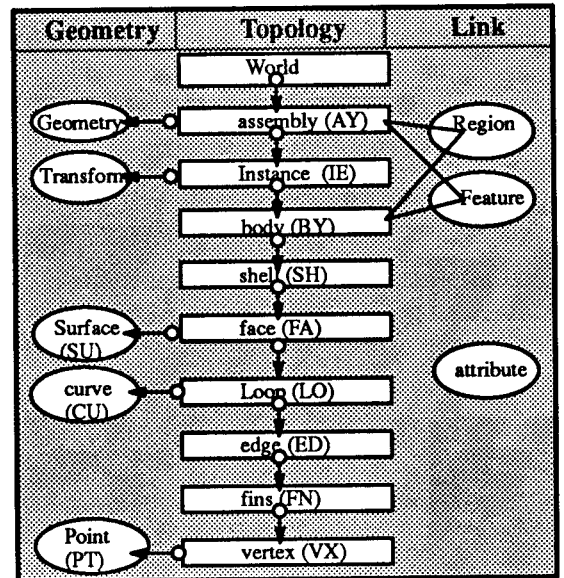 Geometry Topology Link
World
Geometry assembly (AY) Region
Transform Instance (IE) Feature
body (BY)
shell (SH)
Surface
(SU) face (FA)
attribute
curve
(CU) Loop (LO)
edge (ED)
fins (FN)
Point
(PT) vertex (VX)